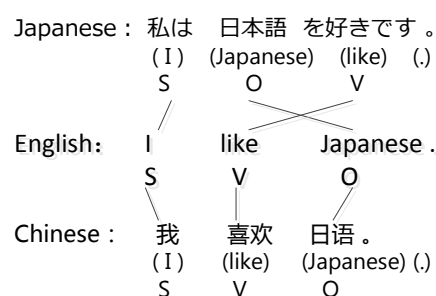 Japanese : 私は 日本語 を好きです 。
( I ) (Japanese) (like) (.)
S O V
English: I like Japanese .
S V O
Chinese : 我 喜欢 日语 。
( I ) (like) (Japanese) (.)
S V O